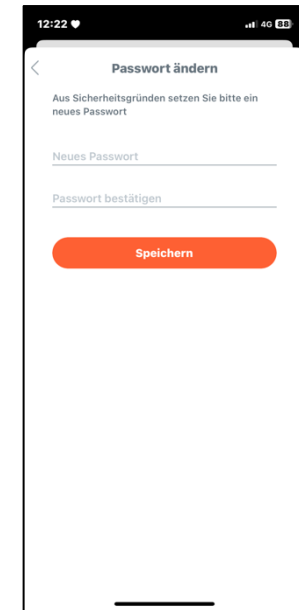 12:22
4G 88
Passwort ändern
Aus Sicherheitsgründen setzen Sie bitte ein
neues Passwort
Neues Passwort
Passwort bestätigen
Speichern